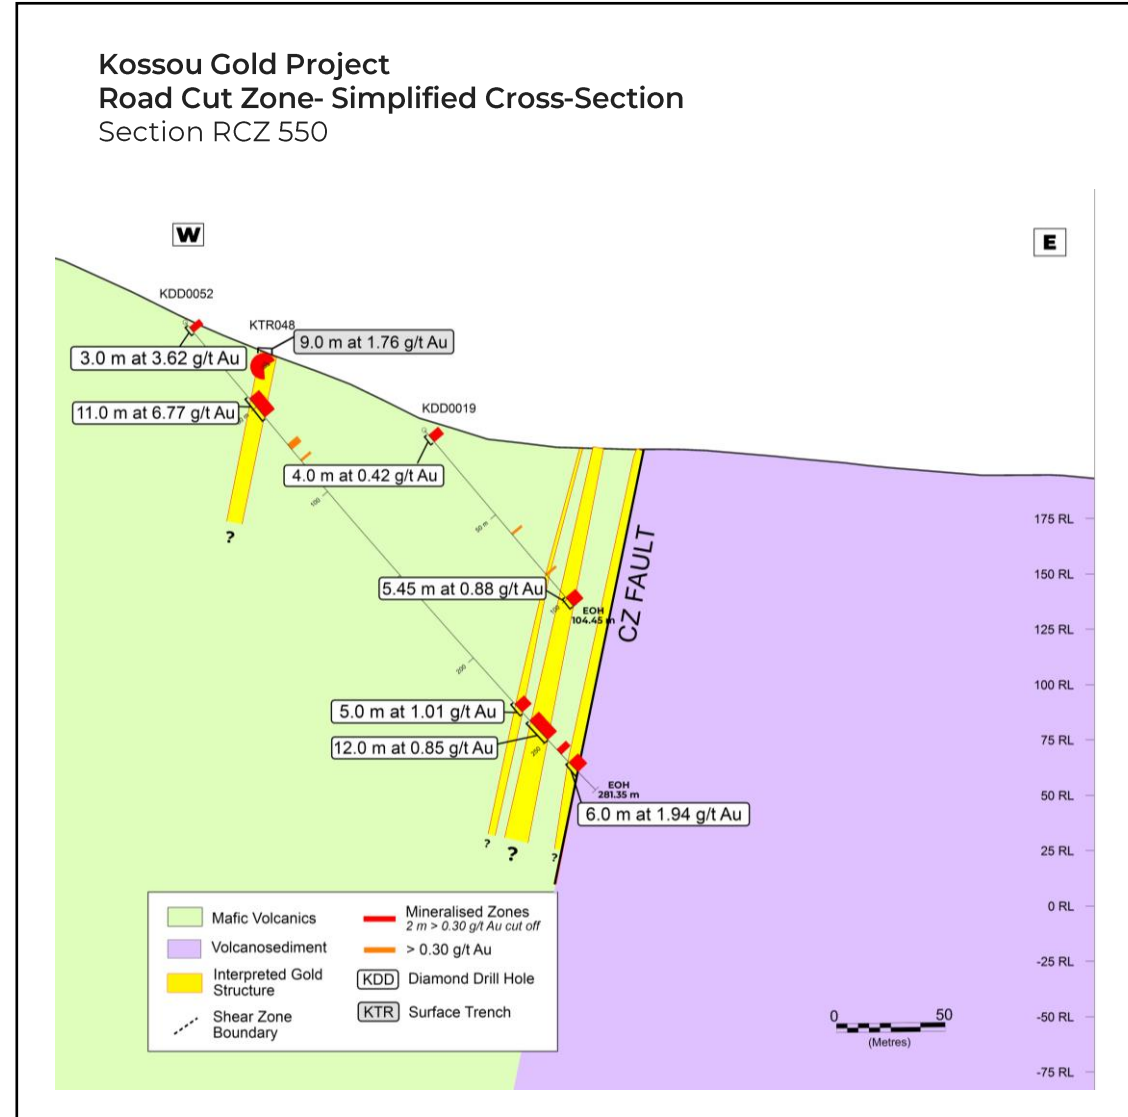 Kossou Gold Project
Road Cut Zone- Simplified Cross-Section
Section RCZ 550
W
E
KDD0052
KTR048
9.0 m at 1.76 g/t Au
3.0 m at 3.62 g/t Au
11.0 m at 6.77 g/t Au
KDD0019
4.0 m at 0.42 g/t Au
100
50 m
?
175 RL
150 RL
125 RL
100 RL
75 RL
50 RL
25 RL
0 RL
-25 RL
-50 RL
-75 RL
CZ FAULT
5.45 m at 0.88 g/t Au
100
EOH
104.45 m
200
5.0 m at 1.01 g/t Au
12.0 m at 0.85 g/t Au
200
EOH
281.35 m
6.0 m at 1.94 g/t Au
?
?
?
Mafic Volcanics
Volcanosediment
Interpreted Gold
Structure
Shear Zone
Boundary
Mineralised Zones
2 m > 0.30 g/t Au cut off
> 0.30 g/t Au
KDD
Diamond Drill Hole
KTR
Surface Trench
0
50
(Metres)